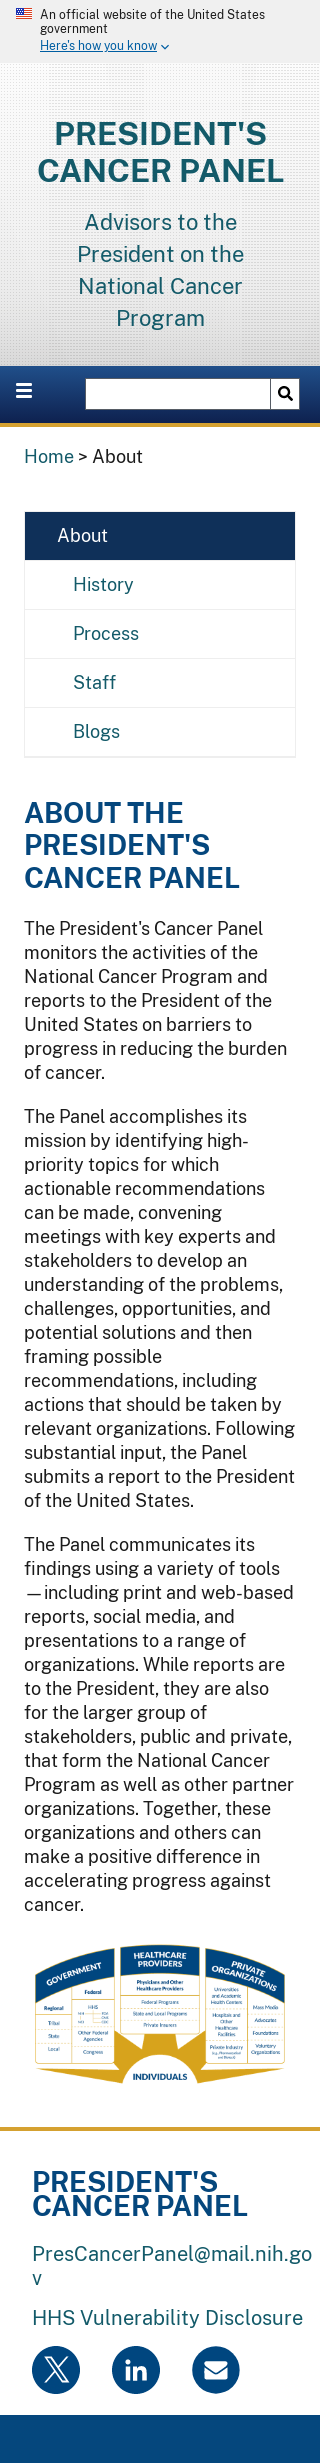 An official website of the United States
government
Here's how you know
PRESIDENT'S
CANCER PANEL
Advisors to the
President on the
National Cancer
Program
Home > About
About
History
Process
Staff
Blogs
ABOUT THE
PRESIDENT'S
CANCER PANEL
The President's Cancer Panel
monitors the activities of the
National Cancer Program and
reports to the President of the
United States on barriers to
progress in reducing the burden
of cancer.
The Panel accomplishes its
mission by identifying high-
priority topics for which
actionable recommendations
can be made, convening
meetings with key experts and
stakeholders to develop an
understanding of the problems,
challenges, opportunities, and
potential solutions and then
framing possible
recommendations, including
actions that should be taken by
relevant organizations. Following
substantial input, the Panel
submits a report to the President
of the United States.
The Panel communicates its
findings using a variety of tools
—including print and web-based
reports, social media, and
presentations to a range of
organizations. While reports are
to the President, they are also
for the larger group of
stakeholders, public and private,
that form the National Cancer
Program as well as other partner
organizations. Together, these
organizations and others can
make a positive difference in
accelerating progress against
cancer.
GOVERNMENT
Regional
Tribal
State
Local
Federal
HHS
Other Federal
Agencies
Congress
HEALTHCARE
PROVIDERS
Physicians and Other
Healthcare Providers
Federal Programs
State and Local Programs
Private Insurers
PRIVATE
ORGANIZATIONS
Universities
and Academic
Health Centers
Hospitals and
Other
Healthcare
Facilities
Private Industry
Mass Media
Advocates
Foundations
Voluntary
Organizations
INDIVIDUALS
PRESIDENT'S
CANCER PANEL
PresCancerPanel@mail.nih.go
v
HHS Vulnerability Disclosure